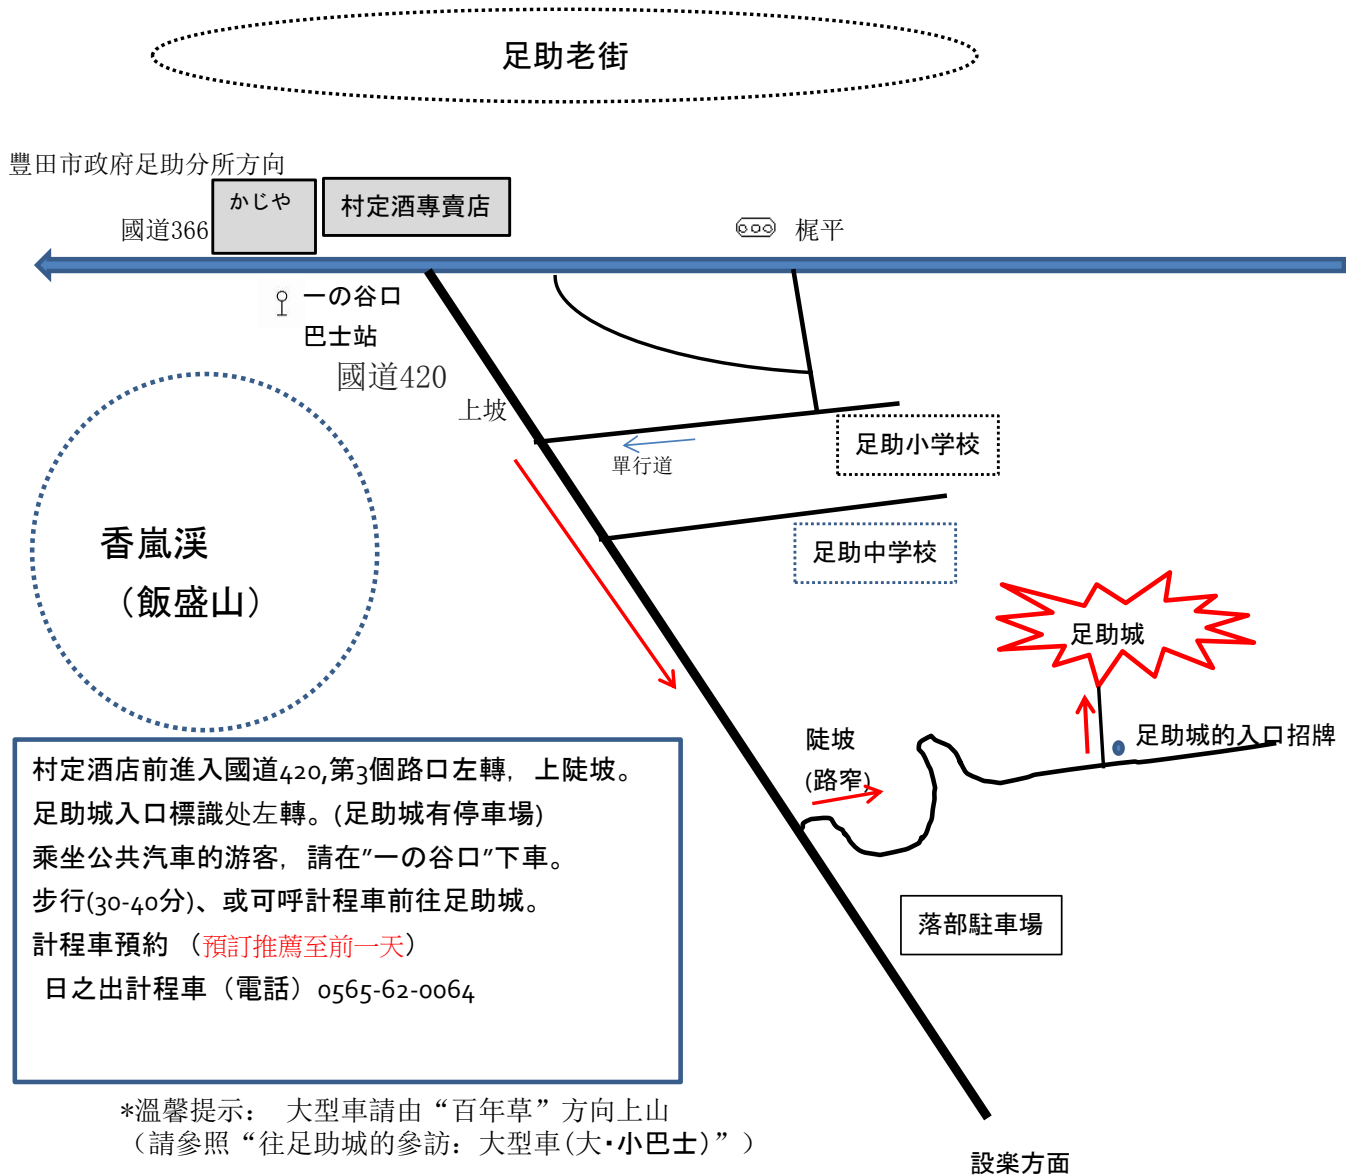 足助老街
豐田市政府足助分所方向
かじや
村定酒專賣店
國道366
梶平
一の谷口
巴士站
國道420
上坡
單行道
足助小学校
足助中学校
香嵐渓
（飯盛山）
足助城
足助城的入口招牌
陡坡
(路窄)
落部駐車場
村定酒店前進入國道420,第3個路口左轉，上陡坡。
足助城入口標識处左轉。(足助城有停車場)
乘坐公共汽車的游客，請在"一の谷口"下車。
步行(30-40分)、或可呼計程車前往足助城。
計程車預約 （預訂推薦至前一天）
日之出計程車（電話）0565-62-0064
*溫馨提示： 大型車請由“百年草”方向上山
（請參照“往足助城的參訪：大型車(大・小巴士)”）
設楽方面